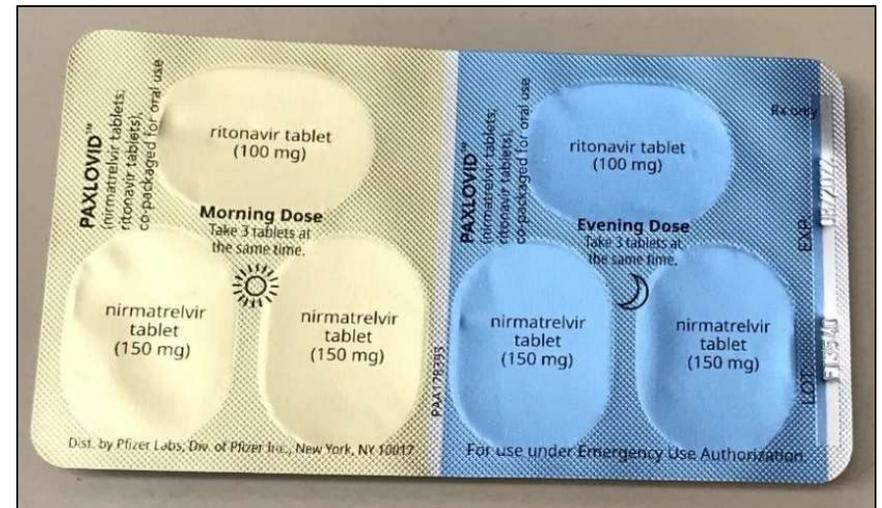 PAXLOVID™
(nirmatrelvir tablets;
ritonavir tablets),
co-packaged for oral use
ritonavir tablet
(100 mg)
Morning Dose
Take 3 tablets at
the same time.
nirmatrelvir
tablet
(150 mg)
nirmatrelvir
tablet
(150 mg)
Dist. by Pfizer Labs, Div. of Pfizer Inc., New York, NY 10017
PAA178393
PAXLOVID™
(nirmatrelvir tablets;
ritonavir tablets),
co-packaged for oral use
ritonavir tablet
(100 mg)
Evening Dose
Take 3 tablets at
the same time.
nirmatrelvir
tablet
(150 mg)
nirmatrelvir
tablet
(150 mg)
For use under Emergency Use Authorization.
Rx only
EXP
LOT